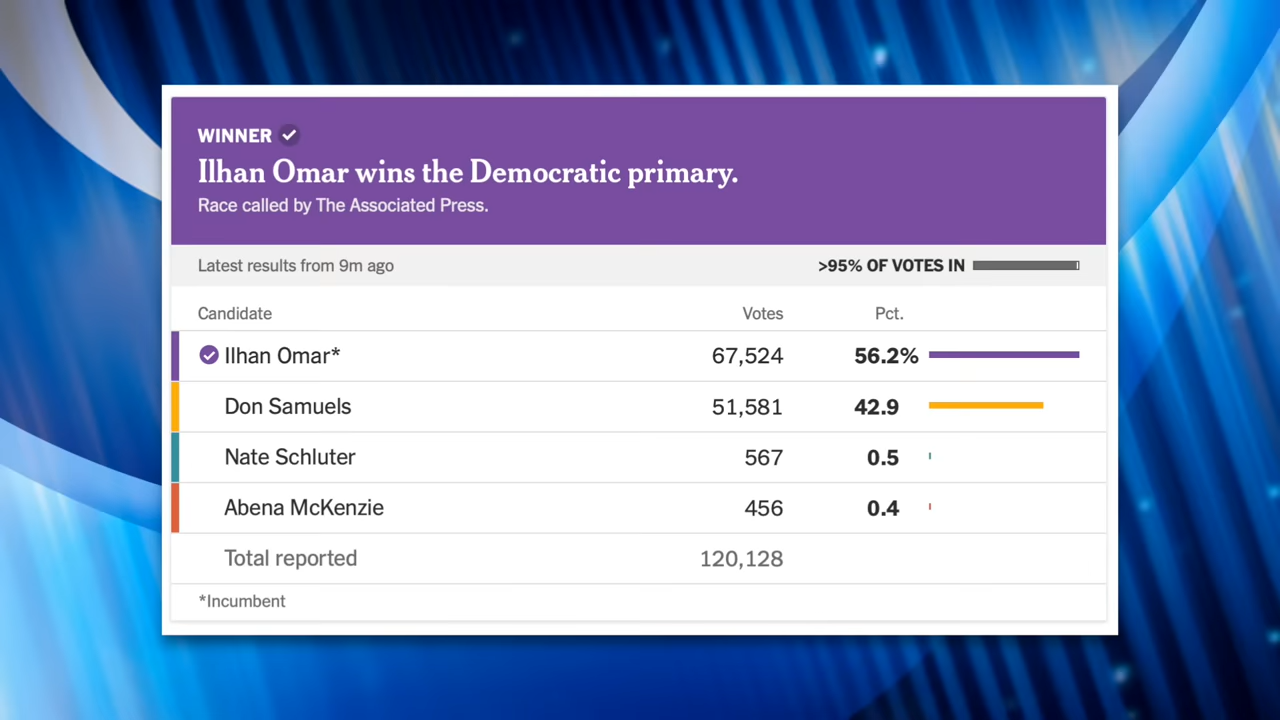 WINNER
Ilhan Omar wins the Democratic primary.
Race called by The Associated Press.
Latest results from 9m ago >95% OF VOTES IN
Candidate Votes Pct.
Ilhan Omar* 67,524 56.2%
Don Samuels 51,581 42.9
Nate Schluter 567 0.5
Abena McKenzie 456 0.4
Total reported 120,128
*Incumbent